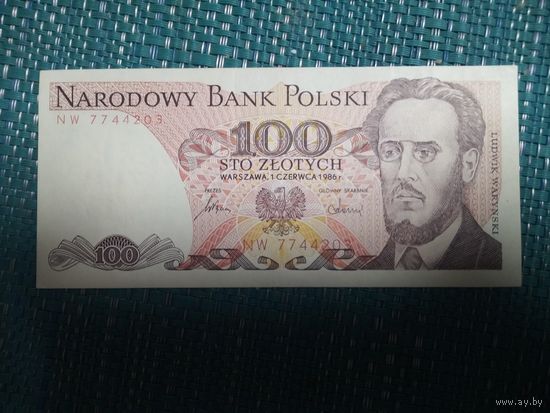 NARODOWY BANK POLSKI
NW 7744203
100
STO ZŁOTYCH
WARSZAWA, 1 CZERWCA 1986 r.
PREZES
GŁÓWNY SKARBNIK
LUDWIK WARYŃSKI
NW 7744203
100
www.ay.by